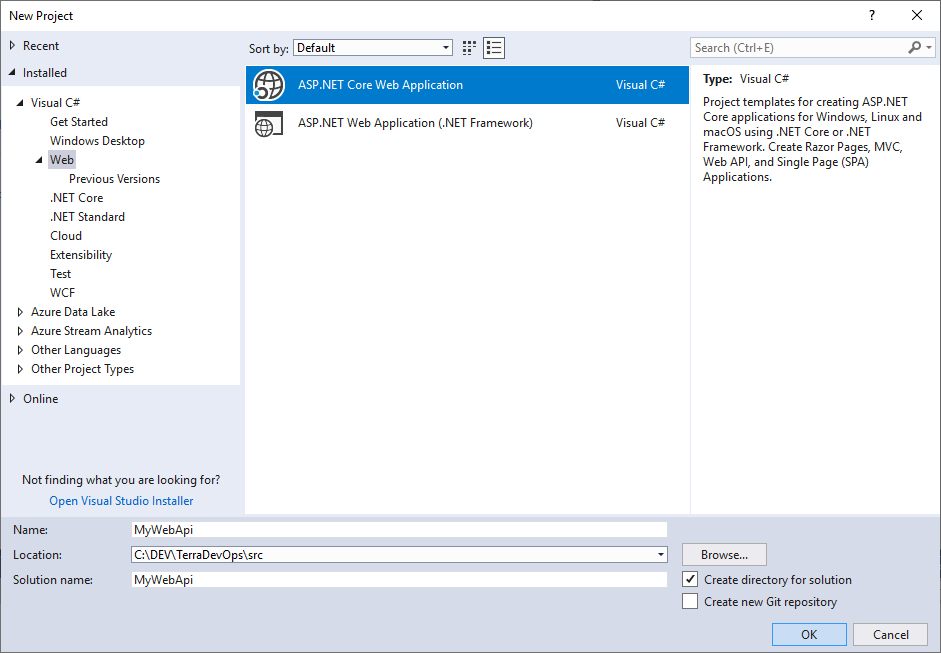 New Project
?
Recent
Installed
Visual C#
Get Started
Windows Desktop
Web
Previous Versions
.NET Core
.NET Standard
Cloud
Extensibility
Test
WCF
Azure Data Lake
Azure Stream Analytics
Other Languages
Other Project Types
Online
Not finding what you are looking for?
Open Visual Studio Installer
Sort by: Default
ASP.NET Core Web Application Visual C#
ASP.NET Web Application (.NET Framework) Visual C#
Search (Ctrl+E)
Type: Visual C#
Project templates for creating ASP.NET
Core applications for Windows, Linux and
macOS using .NET Core or .NET
Framework. Create Razor Pages, MVC,
Web API, and Single Page (SPA)
Applications.
Name: MyWebApi
Location: C:\DEV\TerraDevOps\src Browse...
Solution name: MyWebApi
Create directory for solution
Create new Git repository
OK Cancel